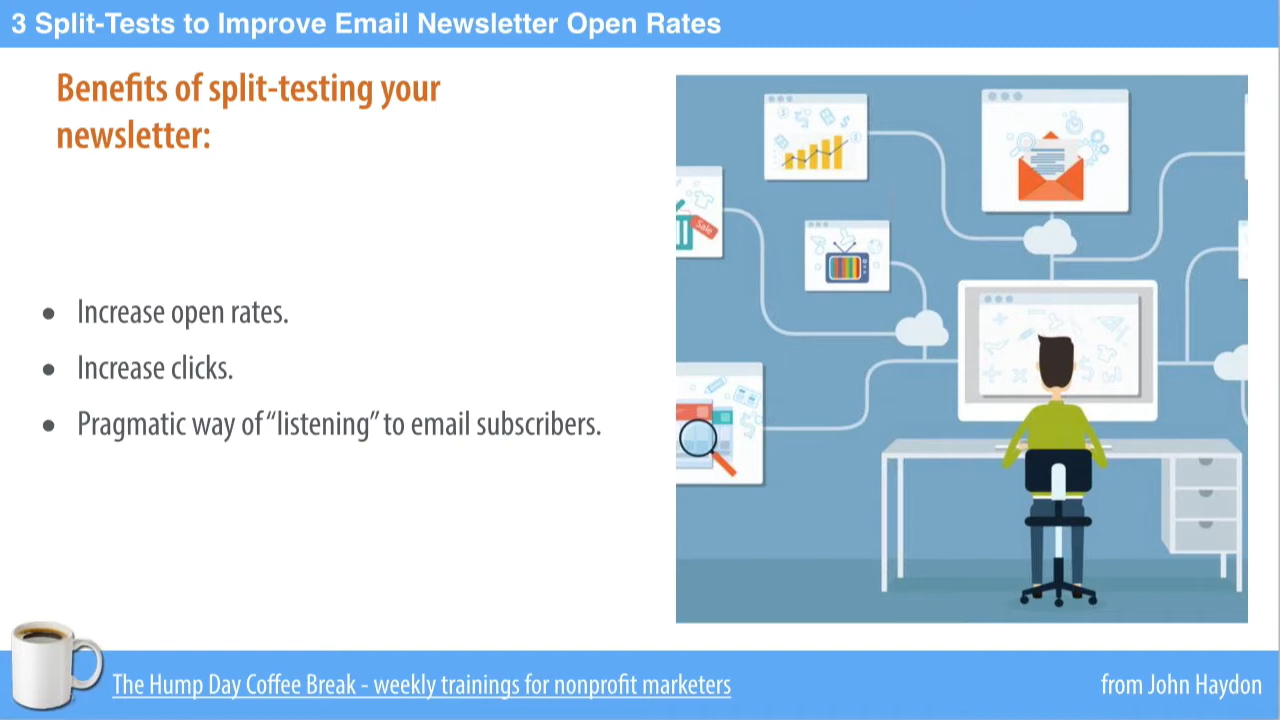 3 Split-Tests to Improve Email Newsletter Open Rates
Benefits of split-testing your
newsletter:
• Increase open rates.
• Increase clicks.
• Pragmatic way of “listening” to email subscribers.
Sale
The Hump Day Coffee Break - weekly trainings for nonprofit marketers
from John Haydon